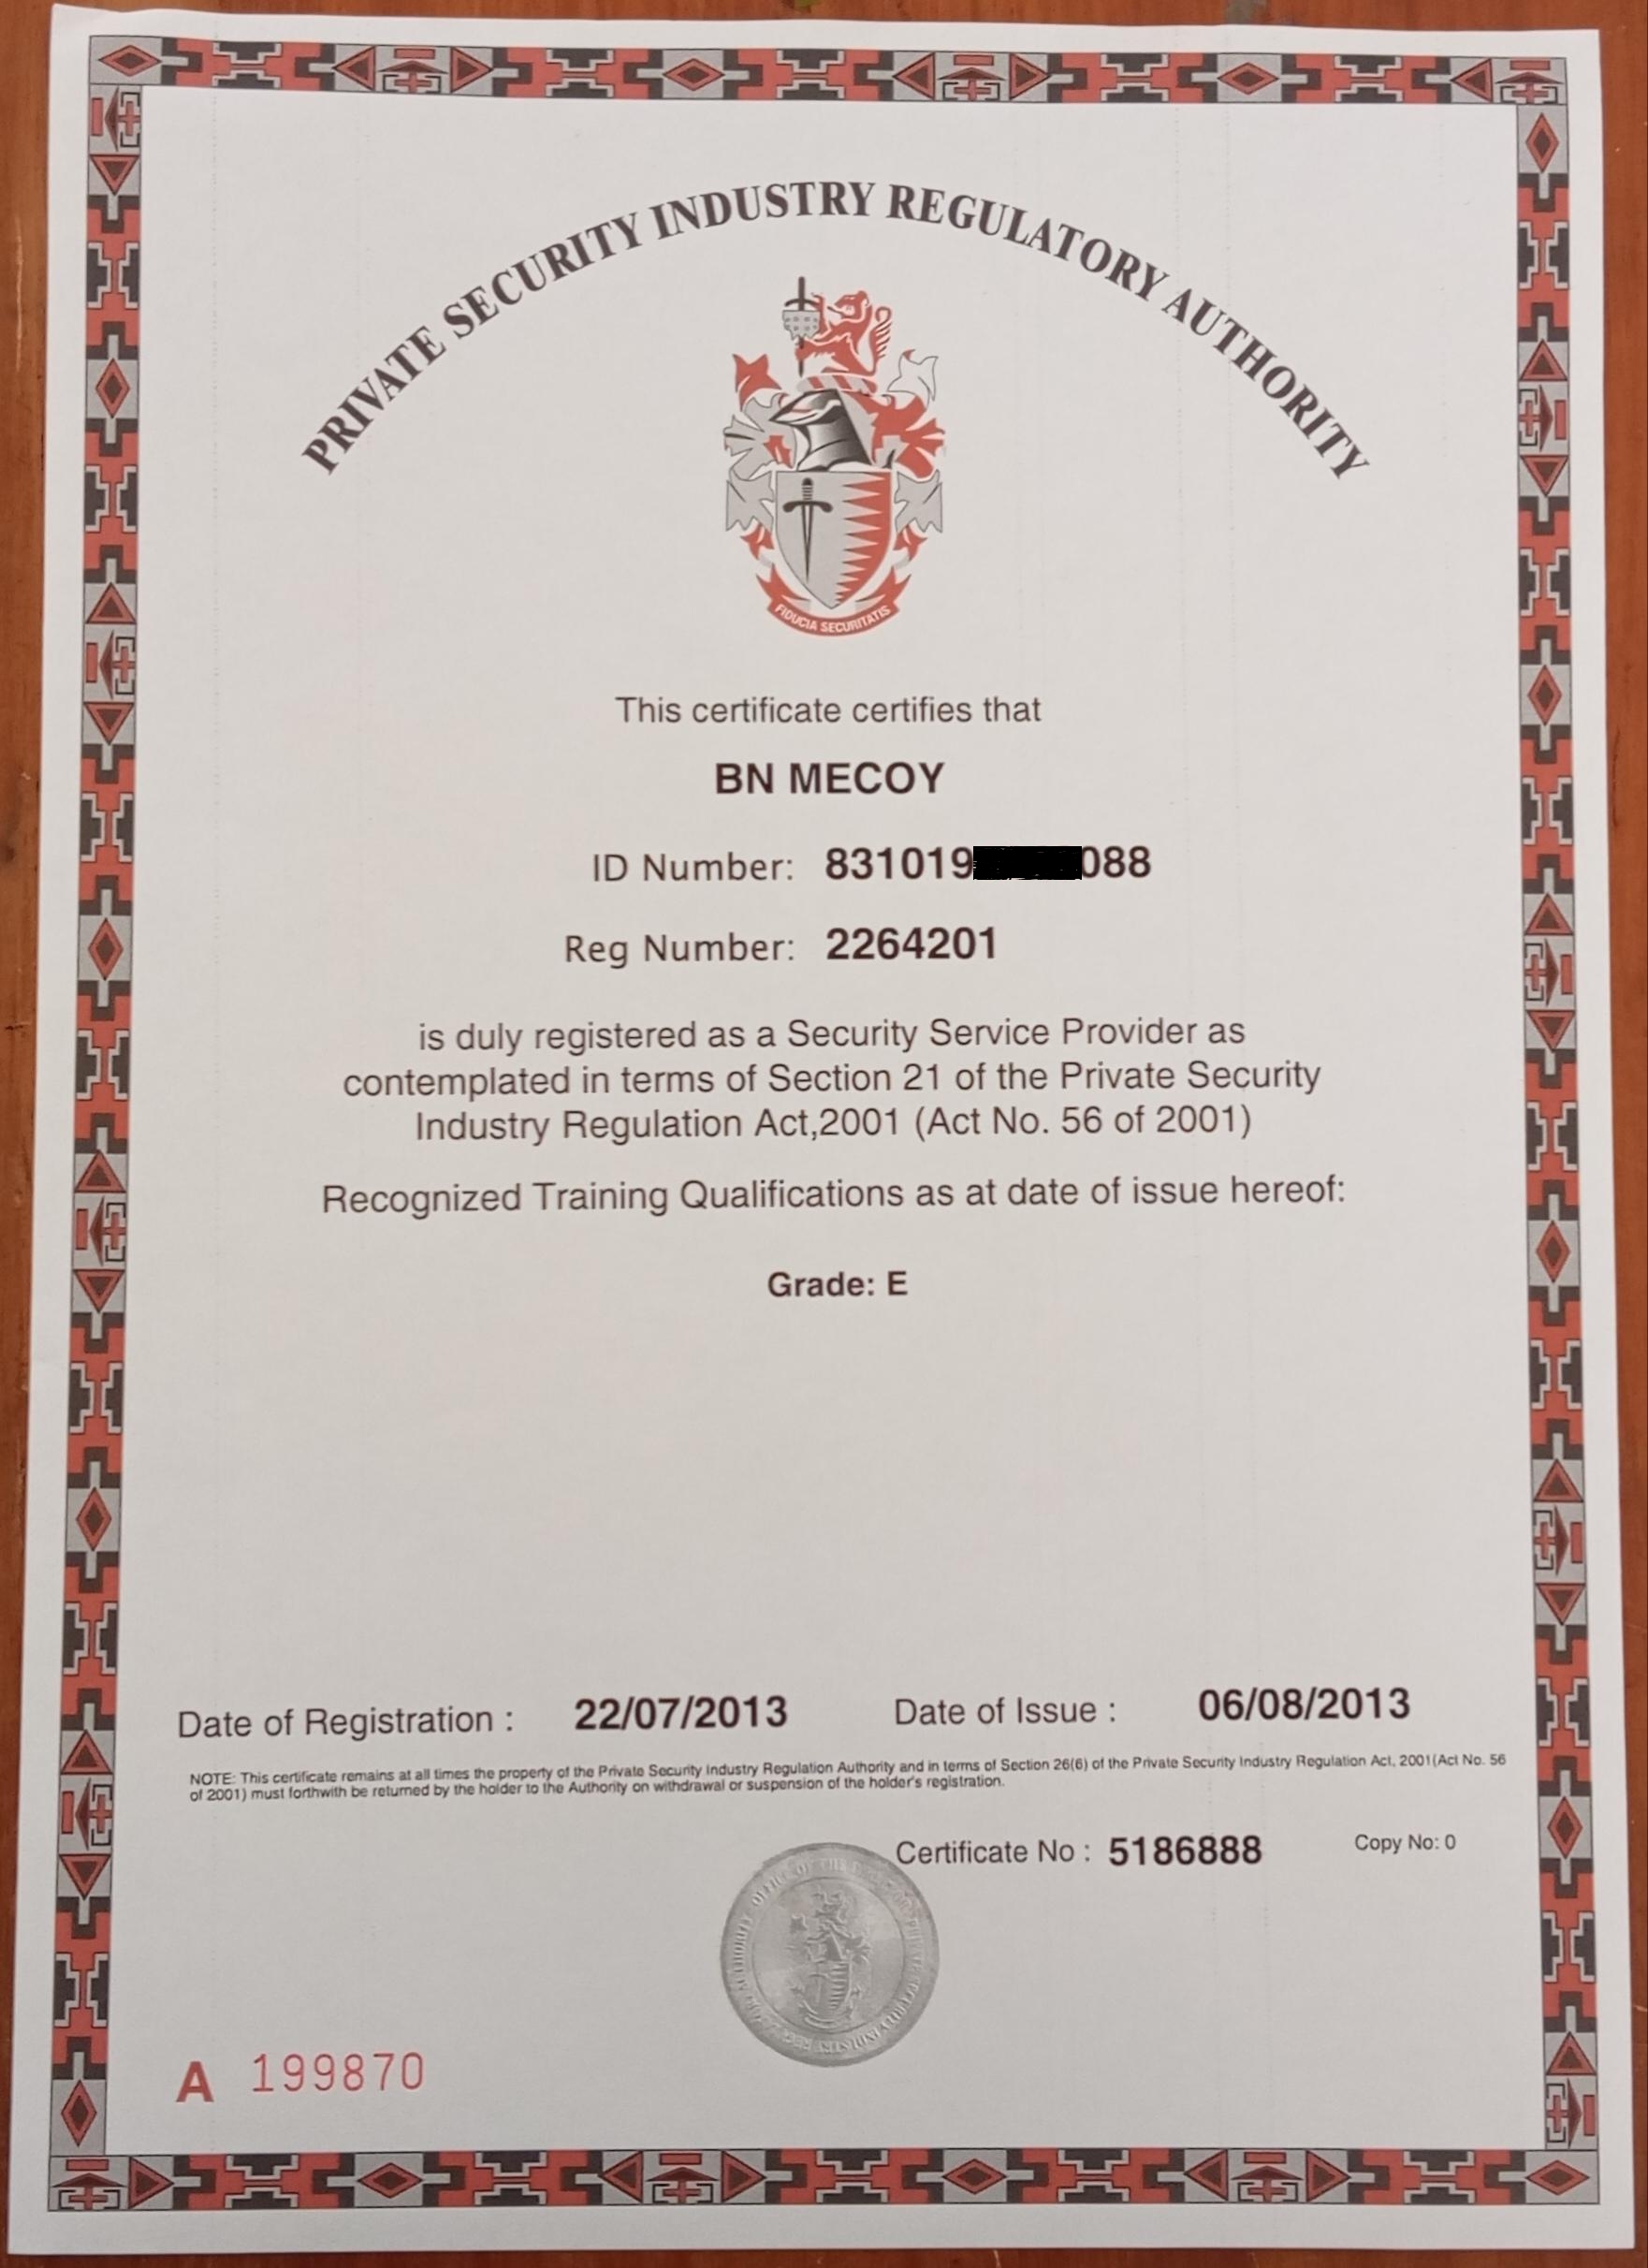 PRIVATE SECURITY INDUSTRY REGULATORY AUTHORITY
FIDUCIA SECURITATIS
This certificate certifies that
BN MECOY
ID Number: 831019 088
Reg Number: 2264201
is duly registered as a Security Service Provider as
contemplated in terms of Section 21 of the Private Security
Industry Regulation Act,2001 (Act No. 56 of 2001)
Recognized Training Qualifications as at date of issue hereof:
Grade: E
Date of Registration : 22/07/2013 Date of Issue : 06/08/2013
NOTE: This certificate remains at all times the property of the Private Security Industry Regulation Authority and in terms of Section 26(6) of the Private Security Industry Regulation Act, 2001(Act No. 56
of 2001) must forthwith be returned by the holder to the Authority on withdrawal or suspension of the holder's registration.
Certificate No : 5186888 Copy No: 0
OFFICE OF THE
A 199870